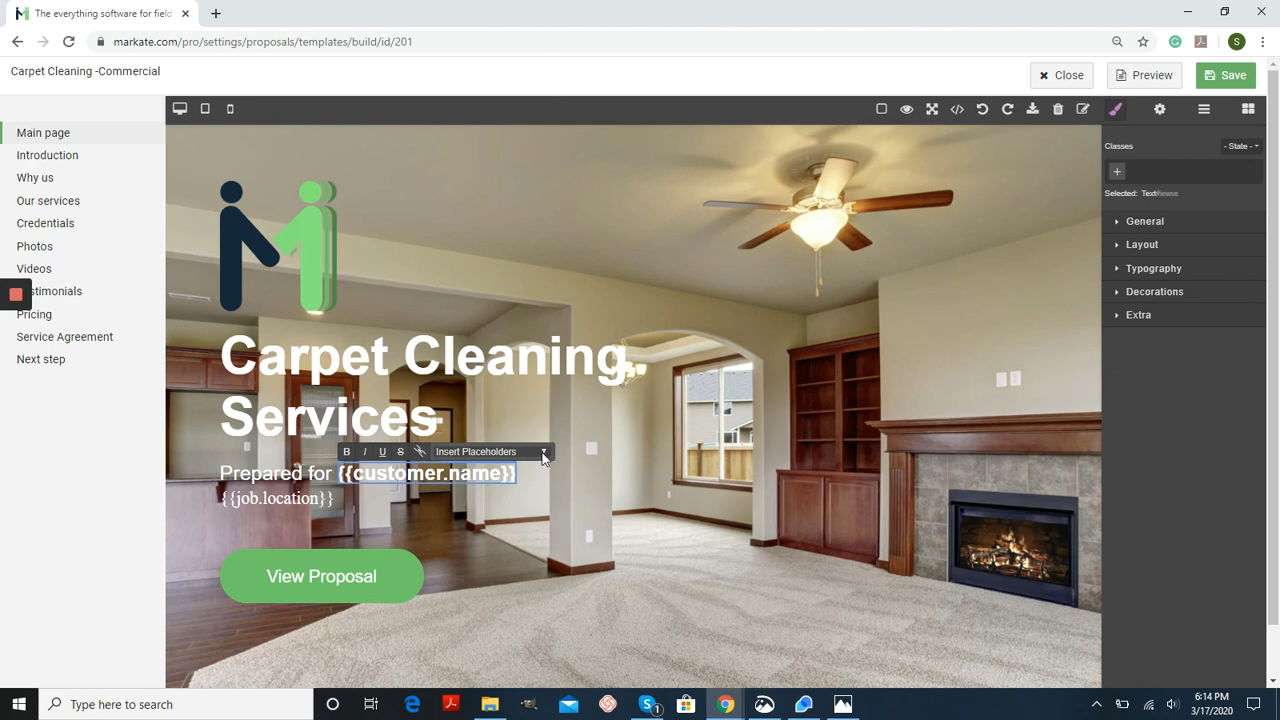 The everything software for field
markate.com/pro/settings/proposals/templates/build/id/201
S
Carpet Cleaning -Commercial
Close
Preview
Save
Main page
Introduction
Why us
Our services
Credentials
Photos
Videos
stimonials
Pricing
Service Agreement
Next step
Carpet Cleaning
Services
B I U S Insert Placeholders
Prepared for {{customer.name}}
{{job.location}}
View Proposal
Classes
- State -
+
Selected: Text
General
Layout
Typography
Decorations
Extra
Type here to search
1
6:14 PM
3/17/2020